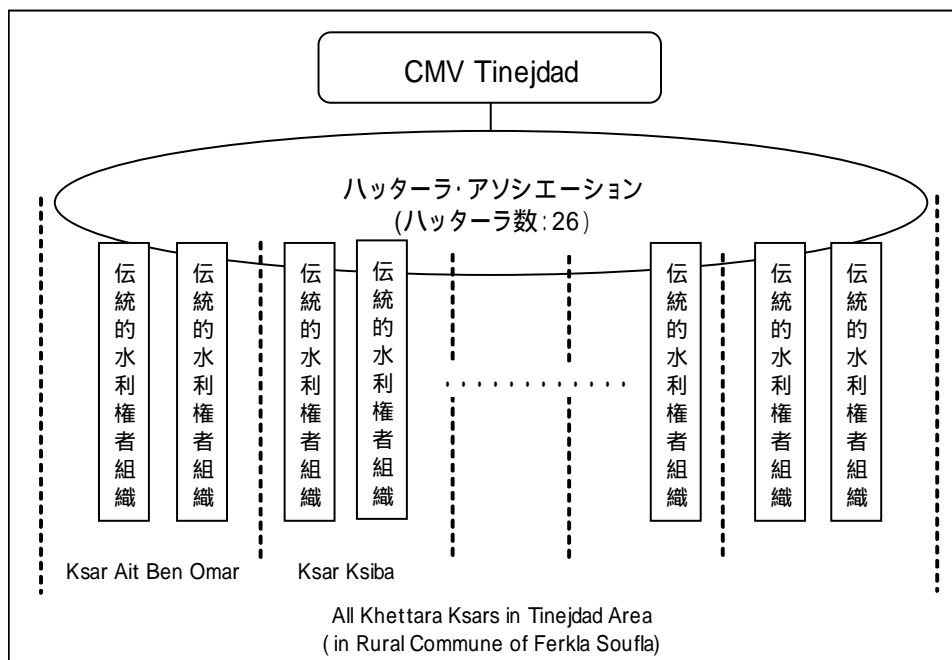 CMV Tinejdad
ハッターラ・アソシエーション
(ハッターラ数:26)
伝統的水利権者組織
伝統的水利権者組織
伝統的水利権者組織
伝統的水利権者組織
伝統的水利権者組織
伝統的水利権者組織
伝統的水利権者組織
Ksar Ait Ben Omar
Ksar Ksiba
All Khettara Ksars in Tinejdad Area
( in Rural Commune of Ferkla Soufla)